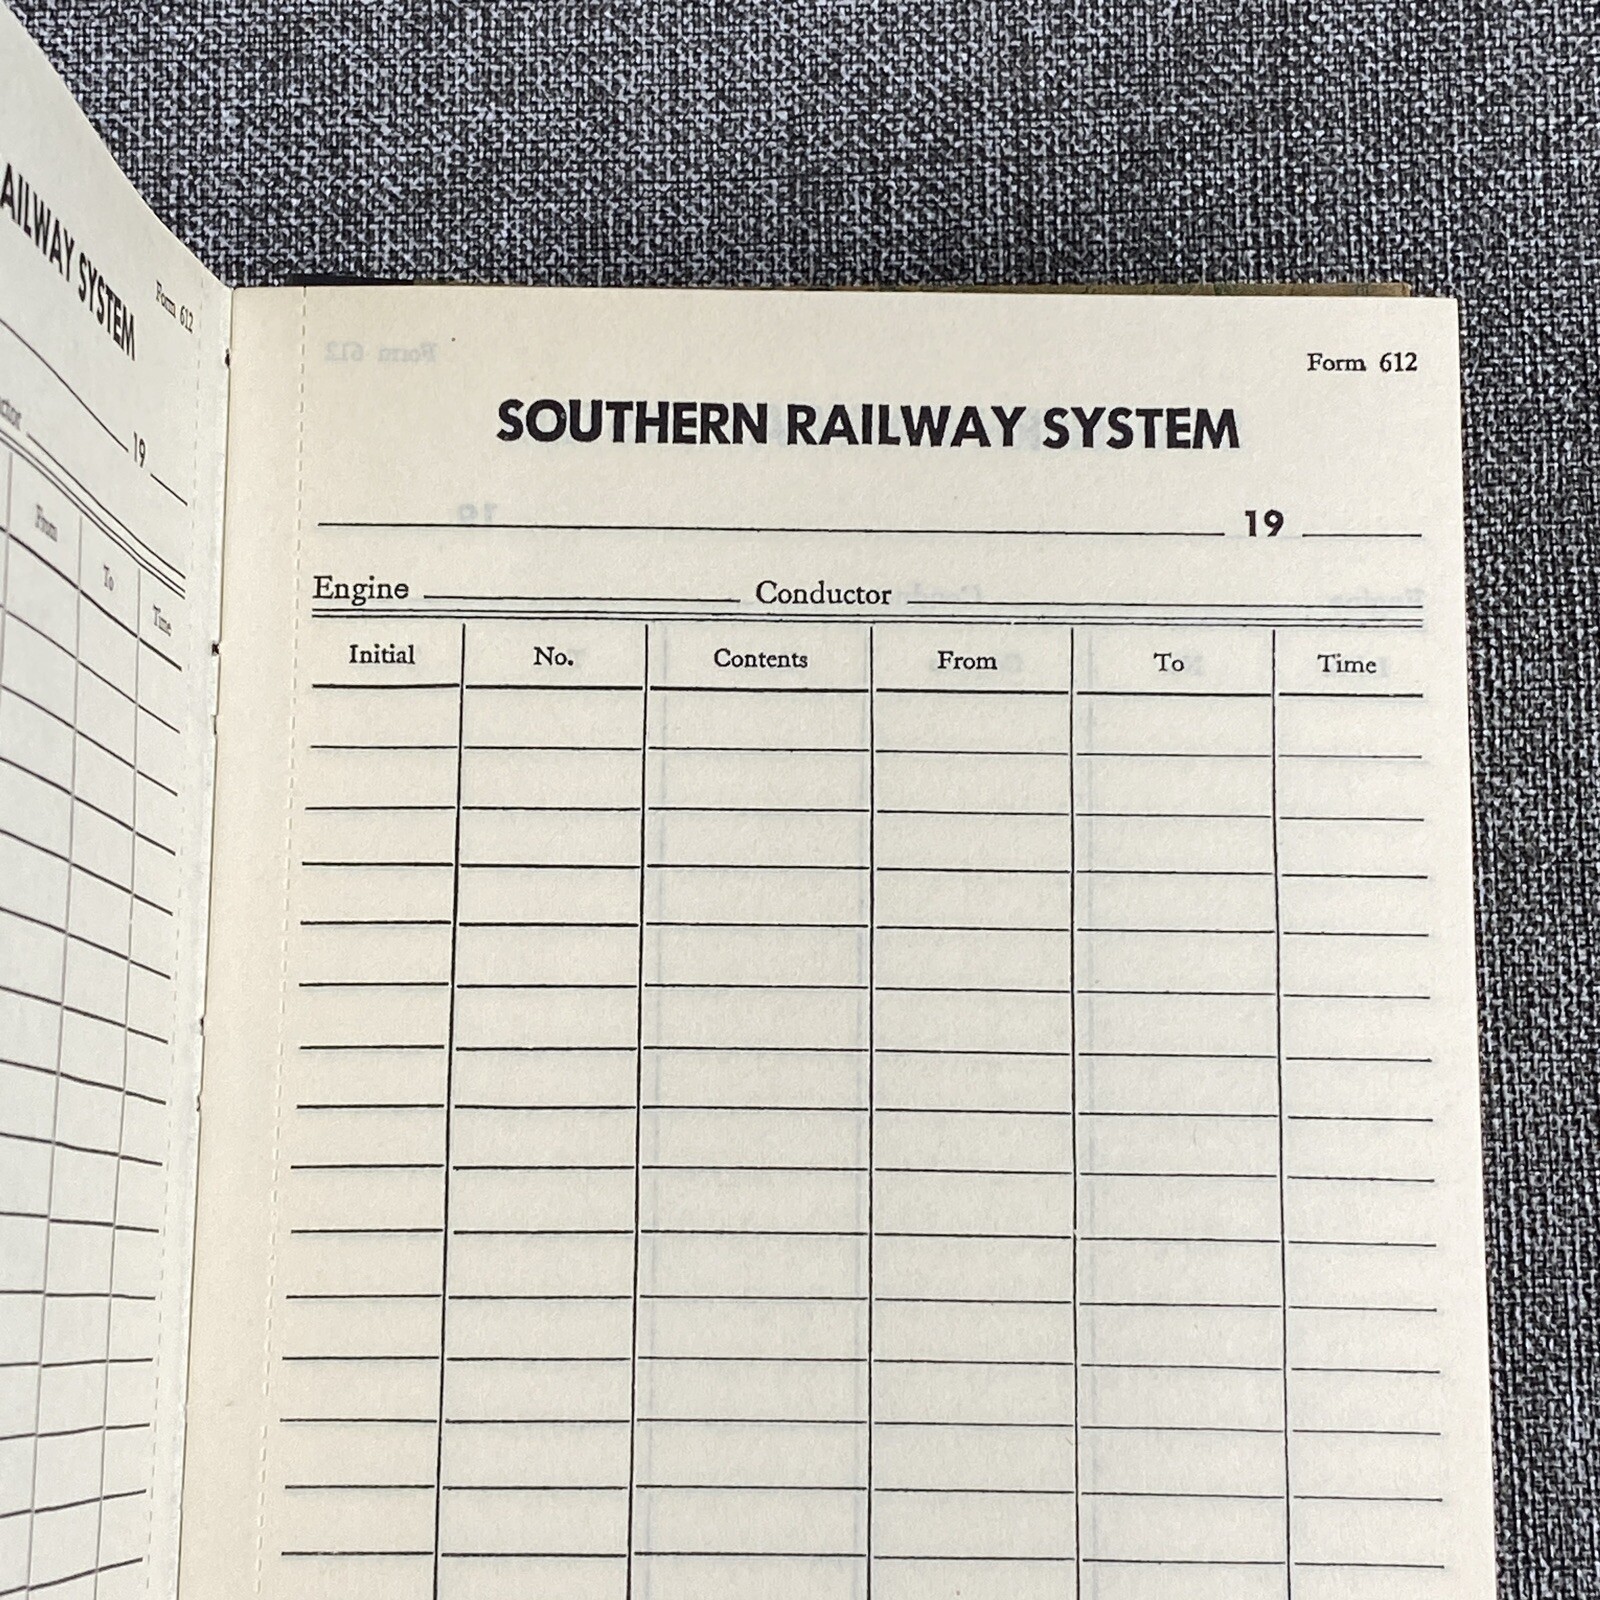 AILWAY SYSTEM
Form 612
19
From To Time
Form 612
SOUTHERN RAILWAY SYSTEM
19
Engine Conductor
Initial No. Contents From To Time